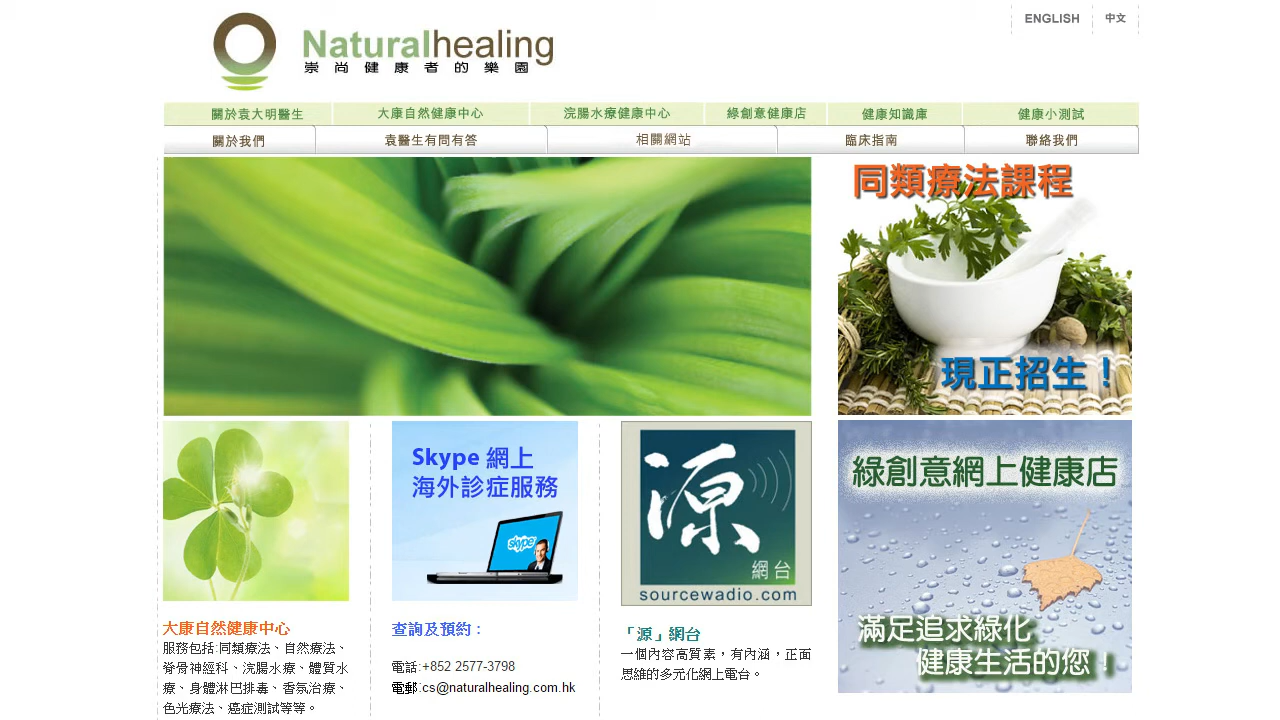 ENGLISH
中文
Naturalhealing
崇尚健康者的樂園
關於袁大明醫生
大康自然健康中心
浣腸水療健康中心
綠創意健康店
健康知識庫
健康小測試
關於我們
袁醫生有問有答
相關網站
臨床指南
聯絡我們
同類療法課程
現正招生！
Skype 網上
海外診症服務
skype
源
網台
sourcewadio.com
綠創意網上健康店
滿足追求綠化
健康生活的您！
大康自然健康中心
服務包括:同類療法、自然療法、
脊骨神經科、浣腸水療、體質水
療、身體淋巴排毒、香氛治療、
色光療法、癌症測試等等。
查詢及預約：
電話:+852 2577-3798
電郵:cs@naturalhealing.com.hk
「源」網台
一個內容高質素，有內涵，正面
思維的多元化網上電台。